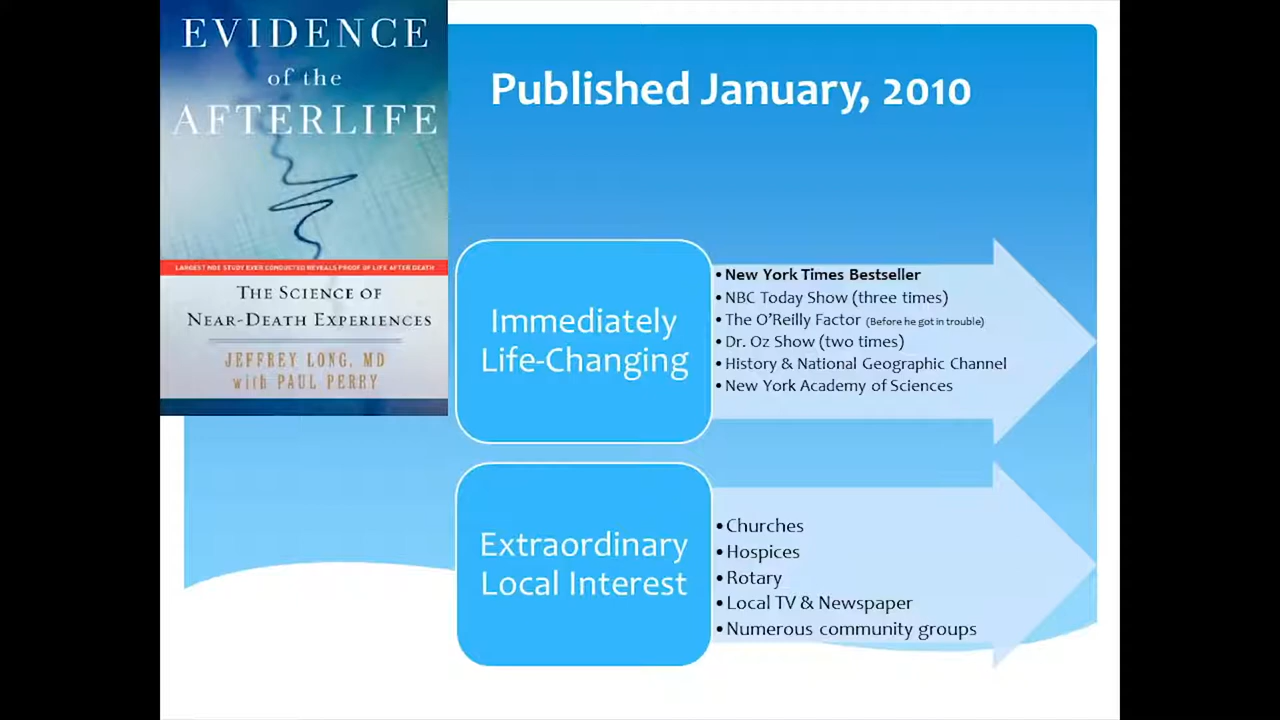 EVIDENCE
of the
AFTERLIFE
LARGEST NDE STUDY EVER CONDUCTED REVEALS PROOF OF LIFE AFTER DEATH
THE SCIENCE OF
NEAR-DEATH EXPERIENCES
JEFFREY LONG, MD
with PAUL PERRY
Published January, 2010
Immediately
Life-Changing
• New York Times Bestseller
• NBC Today Show (three times)
• The O'Reilly Factor (Before he got in trouble)
• Dr. Oz Show (two times)
• History & National Geographic Channel
• New York Academy of Sciences
Extraordinary
Local Interest
• Churches
• Hospices
• Rotary
• Local TV & Newspaper
• Numerous community groups